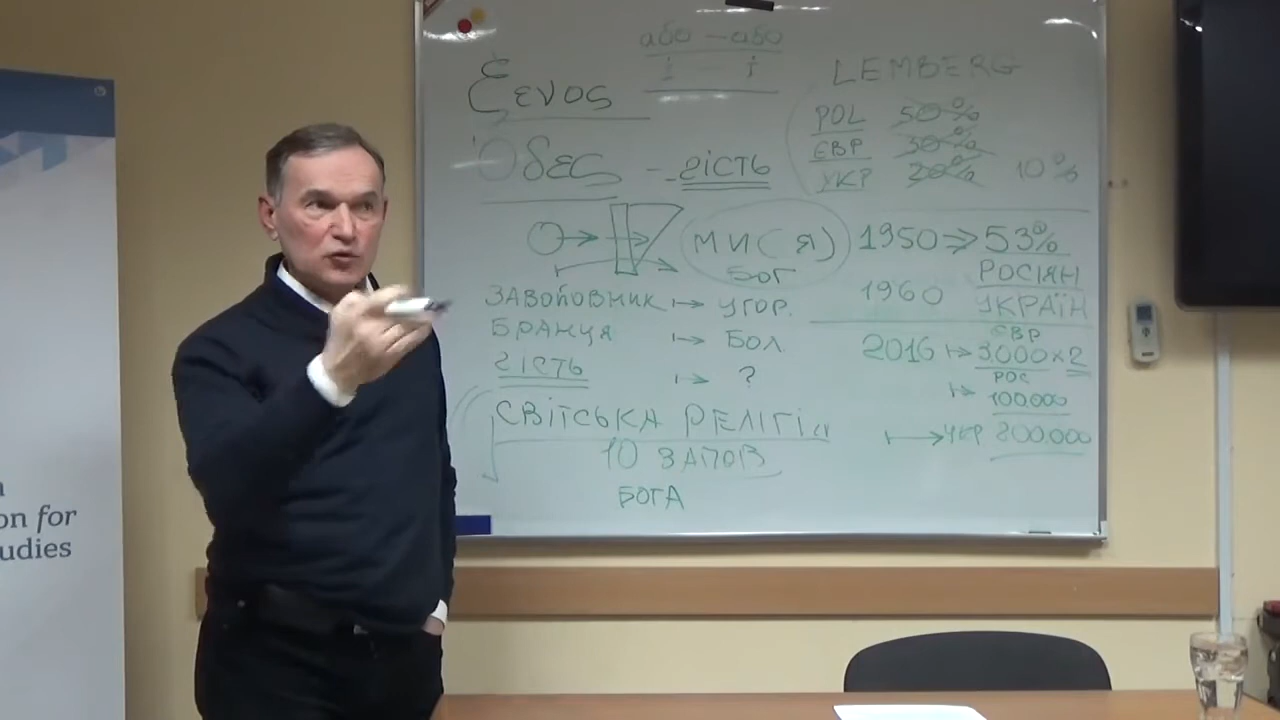 on for
udies
або – або
і – і
ξενος
Οδες – гість
МИ(Я)
БОГ
ЗАВОЙОВНИК ↦ УГОР.
БРАНЦЯ ↦ БОЛ.
ГІСТЬ ↦ ?
СВІТСЬКА РЕЛІГІЯ
10 ЗАПОВ
БОГА
LEMBERG
POL 50%
ЄВР 30%
УКР 20% 10%
1950 ⇒ 53%
РОСІЯН
1960 УКРАЇН
ЄВР
2016 ↦ 3000 × 2
РОС
↦ 100.000
↦ УКР 800.000